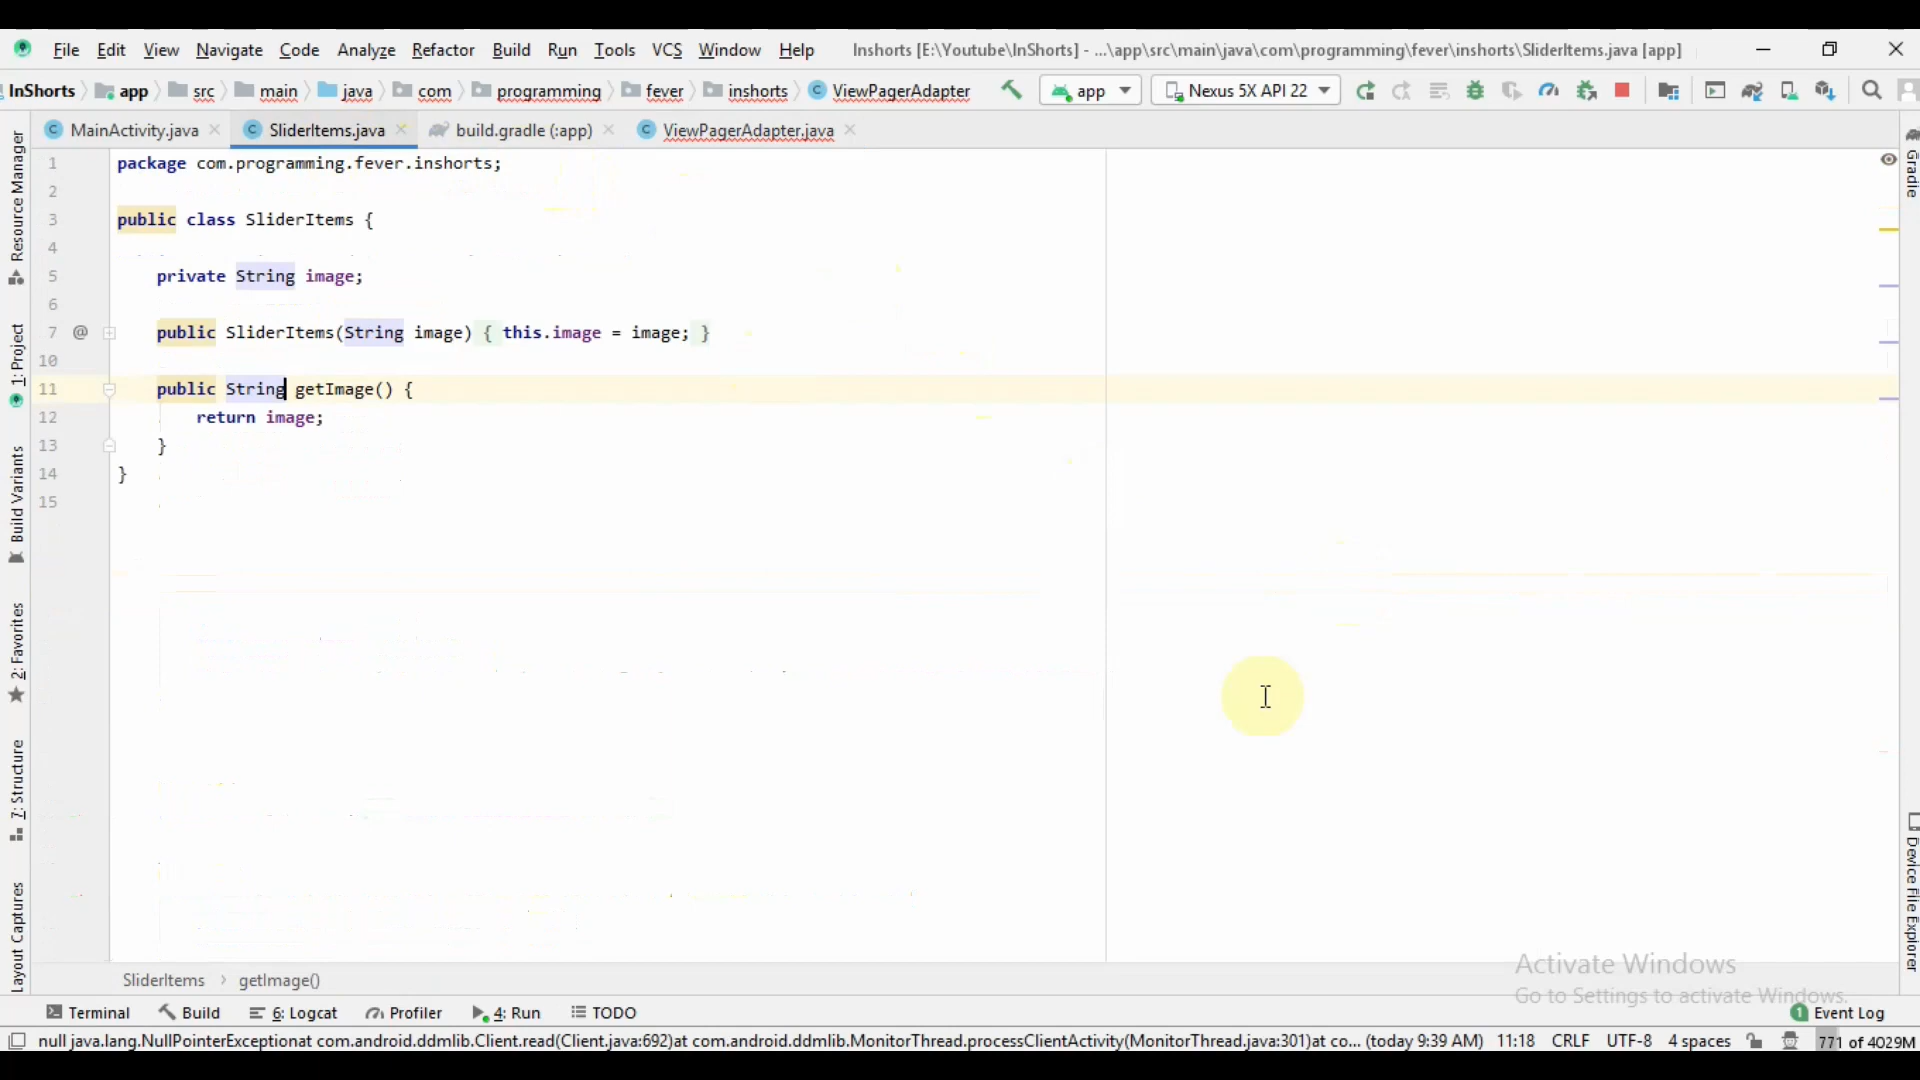 File Edit View Navigate Code Analyze Refactor Build Run Tools VCS Window Help Inshorts [E:\Youtube\InShorts] - ...\app\src\main\java\com\programming\fever\inshorts\SliderItems.java [app]
InShorts app src main java com programming fever inshorts ViewPagerAdapter app Nexus 5X API 22
MainActivity.java SliderItems.java build.gradle (:app) ViewPagerAdapter.java
1 package com.programming.fever.inshorts;
2
3 public class SliderItems {
4
5 private String image;
6
7 @ public SliderItems(String image) { this.image = image; }
10
11 public String getImage() {
12 return image;
13 }
14 }
15
Resource Manager
1: Project
Build Variants
2: Favorites
7: Structure
Layout Captures
Gradle
Device File Explorer
SliderItems > getImage()
Activate Windows
Go to Settings to activate Windows.
Terminal Build 6: Logcat Profiler 4: Run TODO 1 Event Log
null java.lang.NullPointerExceptionat com.android.ddmlib.Client.read(Client.java:692)at com.android.ddmlib.MonitorThread.processClientActivity(MonitorThread.java:301)at co... (today 9:39 AM) 11:18 CRLF UTF-8 4 spaces 771 of 4029M